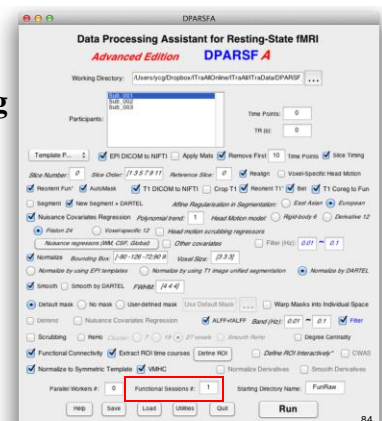 DPARSFA
Data Processing Assistant for Resting-State fMRI
Advanced Edition DPARSF A
g
Working Directory: /Users/ycg/Dropbox/ITraAllOnline/ITraAll/ITraData/DPARSF ...
Participants:
Sub_001
Sub_002
Sub_003
Time Points: 0
TR (s): 0
Template P... EPI DICOM to NIFTI Apply Mats Remove First 10 Time Points Slice Timing
Slice Number: 0 Slice Order: [1 3 5 7 9 11 Reference Slice: 0 Realign Voxel-Specific Head Motion
Reorient Fun* AutoMask T1 DICOM to NIFTI Crop T1 Reorient T1* Bet T1 Coreg to Fun
Segment New Segment + DARTEL Affine Regularisation in Segmentation: East Asian European
Nuisance Covariates Regression Polynomial trend: 1 Head Motion model: Rigid-body 6 Derivative 12
Friston 24 Voxel-specific 12 Head motion scrubbing regressors
Nuisance regressors (WM, CSF, Global) Other covariates Filter (Hz): 0.01 ~ 0.1
Normalize Bounding Box: [-90 -126 -72;90 9 Voxel Size: [3 3 3]
Normalize by using EPI templates Normalize by using T1 image unified segmentation Normalize by DARTEL
Smooth Smooth by DARTEL FWHM: [4 4 4]
Default mask No mask User-defined mask Use Default Mask ... Warp Masks into Individual Space
Detrend Nuisance Covariates Regression ALFF+fALFF Band (Hz): 0.01 ~ 0.1 Filter
Scrubbing ReHo Cluster: 7 19 27 voxels Smooth ReHo Degree Centrality
Functional Connectivity Extract ROI time courses Define ROI Define ROI Interactively* CWAS
Normalize to Symmetric Template VMHC Normalize Derivatives Smooth Derivatives
Parallel Workers #: 0 Functional Sessions #: 1 Starting Directory Name: FunRaw
Help Save Load Utilities Quit Run
84